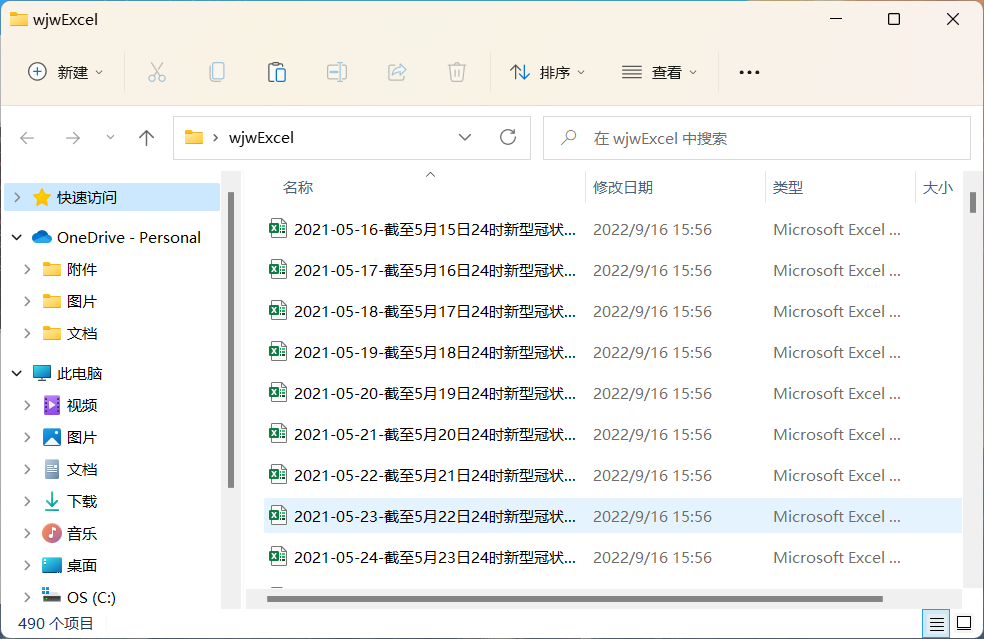 wjwExcel
新建
排序
查看
wjwExcel
在 wjwExcel 中搜索
名称
修改日期
类型
大小
快速访问
OneDrive - Personal
附件
图片
文档
此电脑
视频
图片
文档
下载
音乐
桌面
OS (C:)
2021-05-16-截至5月15日24时新型冠状... 2022/9/16 15:56 Microsoft Excel ...
2021-05-17-截至5月16日24时新型冠状... 2022/9/16 15:56 Microsoft Excel ...
2021-05-18-截至5月17日24时新型冠状... 2022/9/16 15:56 Microsoft Excel ...
2021-05-19-截至5月18日24时新型冠状... 2022/9/16 15:56 Microsoft Excel ...
2021-05-20-截至5月19日24时新型冠状... 2022/9/16 15:56 Microsoft Excel ...
2021-05-21-截至5月20日24时新型冠状... 2022/9/16 15:56 Microsoft Excel ...
2021-05-22-截至5月21日24时新型冠状... 2022/9/16 15:56 Microsoft Excel ...
2021-05-23-截至5月22日24时新型冠状... 2022/9/16 15:56 Microsoft Excel ...
2021-05-24-截至5月23日24时新型冠状... 2022/9/16 15:56 Microsoft Excel ...
490 个项目